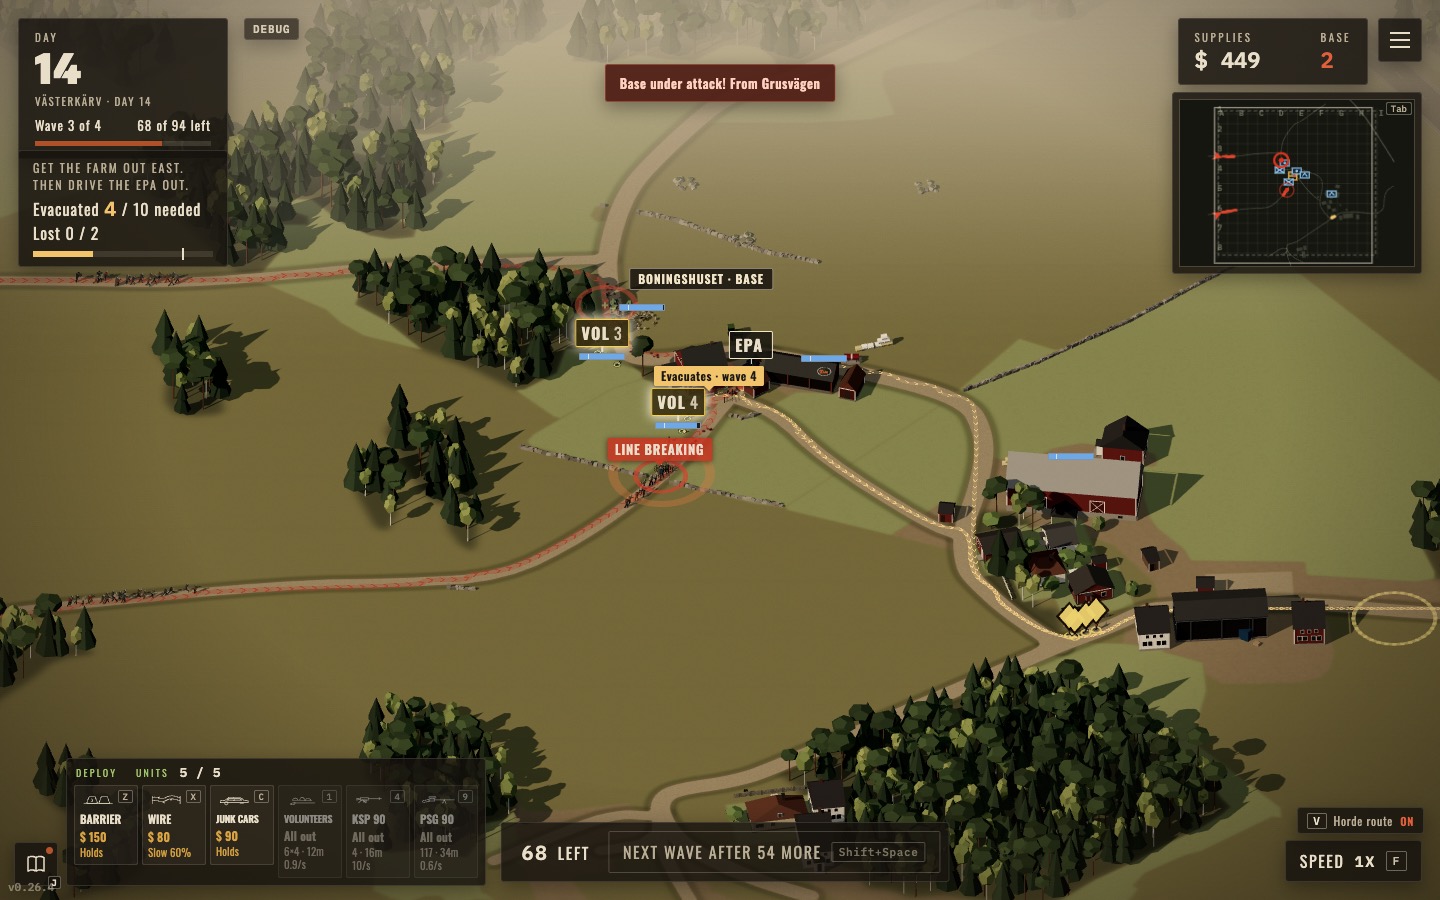 DAY
14
VÄSTERKÄRV · DAY 14
Wave 3 of 4 68 of 94 left
GET THE FARM OUT EAST.
THEN DRIVE THE EPA OUT.
Evacuated 4 / 10 needed
Lost 0 / 2
DEBUG
Base under attack! From Grusvägen
SUPPLIES BASE
$ 449 2
Tab
BONINGSHUSET · BASE
VOL 3
EPA
Evacuates · wave 4
VOL 4
LINE BREAKING
DEPLOY UNITS 5 / 5
Z
BARRIER
$ 150
Holds
X
WIRE
$ 80
Slow 60%
C
JUNK CARS
$ 90
Holds
1
VOLUNTEERS
All out
6·4 · 12m
0.9/s
4
KSP 90
All out
4 · 16m
10/s
9
PSG 90
All out
117 · 34m
0.6/s
J
v0.26.4
68 LEFT
NEXT WAVE AFTER 54 MORE Shift+Space
V Horde route ON
SPEED 1X F